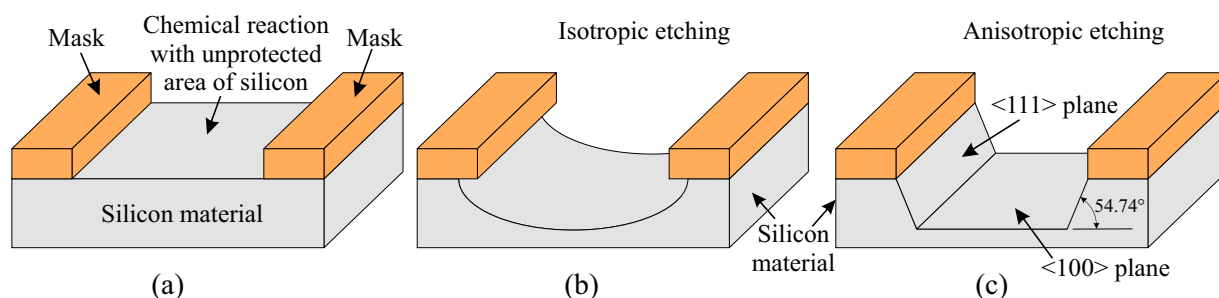 Mask
Chemical reaction
with unprotected
area of silicon
Mask
Silicon material
(a)
Isotropic etching
(b)
Silicon
material
Anisotropic etching
<111> plane
54.74°
<100> plane
(c)